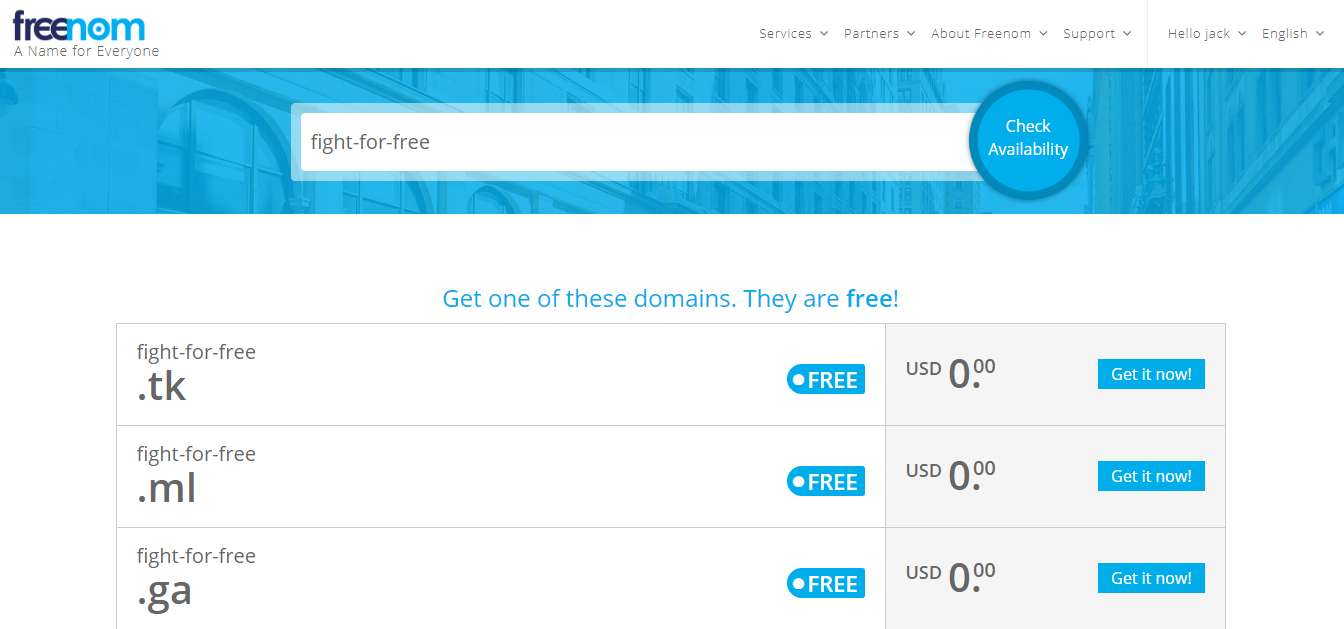 freenom
A Name for Everyone
Services Partners About Freenom Support Hello jack English
fight-for-free
Check
Availability
Get one of these domains. They are free!
fight-for-free
.tk
FREE
USD 0.00
Get it now!
fight-for-free
.ml
FREE
USD 0.00
Get it now!
fight-for-free
.ga
FREE
USD 0.00
Get it now!